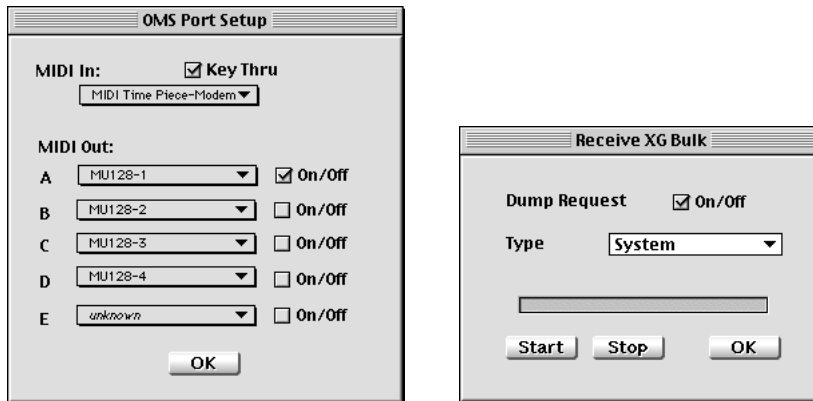 OMS Port Setup
MIDI In:
Key Thru
MIDI Time Piece-Modem
MIDI Out:
A MU128-1 On/Off
B MU128-2 On/Off
C MU128-3 On/Off
D MU128-4 On/Off
E unknown On/Off
OK
Receive XG Bulk
Dump Request On/Off
Type System
Start Stop OK